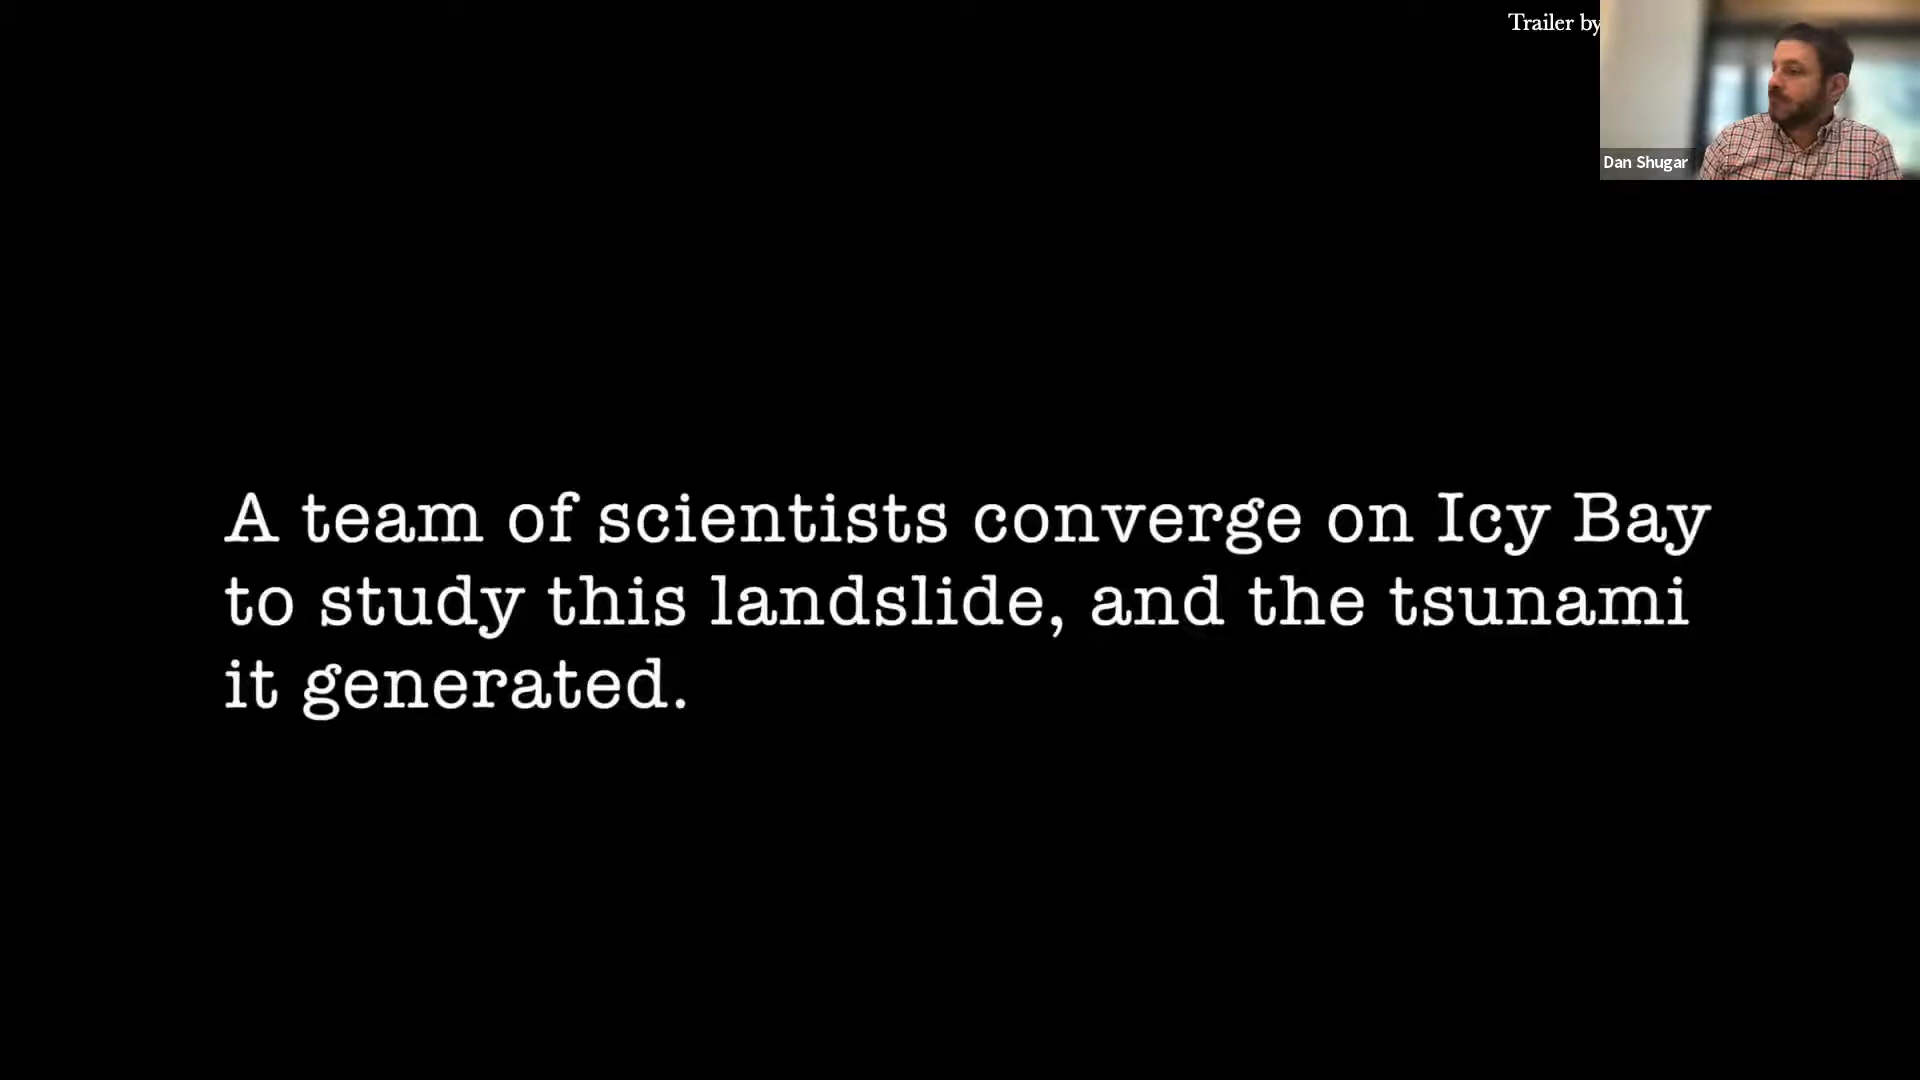 Trailer by
Dan Shugar
A team of scientists converge on Icy Bay
to study this landslide, and the tsunami
it generated.